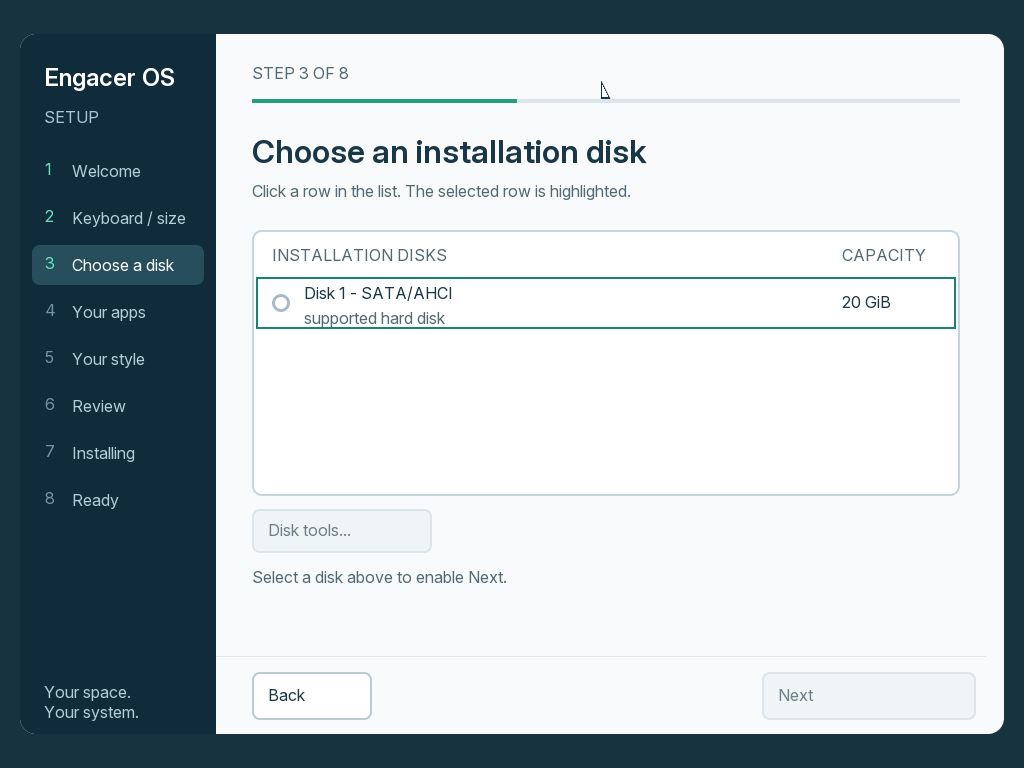 Engacer OS
SETUP
1 Welcome
2 Keyboard / size
3 Choose a disk
4 Your apps
5 Your style
6 Review
7 Installing
8 Ready
Your space.
Your system.
STEP 3 OF 8
Choose an installation disk
Click a row in the list. The selected row is highlighted.
INSTALLATION DISKS CAPACITY
Disk 1 - SATA/AHCI 20 GiB
supported hard disk
Disk tools...
Select a disk above to enable Next.
Back Next